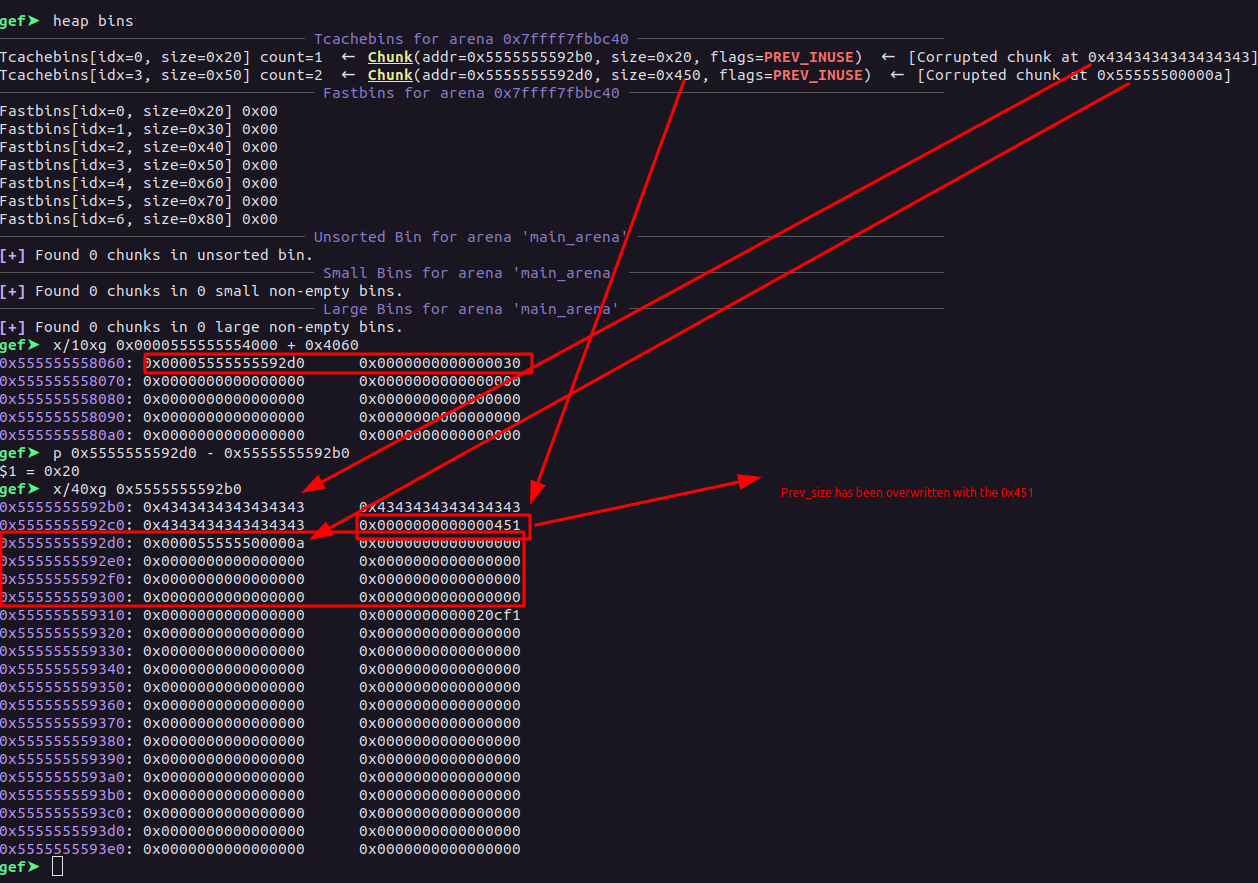 gef➤  heap bins
Tcachebins for arena 0x7ffff7fbbc40
Tcachebins[idx=0, size=0x20] count=1  ←  Chunk(addr=0x5555555592b0, size=0x20, flags=PREV_INUSE)  ←  [Corrupted chunk at 0x4343434343434343]
Tcachebins[idx=3, size=0x50] count=2  ←  Chunk(addr=0x5555555592d0, size=0x450, flags=PREV_INUSE)  ←  [Corrupted chunk at 0x55555500000a]
Fastbins for arena 0x7ffff7fbbc40
Fastbins[idx=0, size=0x20] 0x00
Fastbins[idx=1, size=0x30] 0x00
Fastbins[idx=2, size=0x40] 0x00
Fastbins[idx=3, size=0x50] 0x00
Fastbins[idx=4, size=0x60] 0x00
Fastbins[idx=5, size=0x70] 0x00
Fastbins[idx=6, size=0x80] 0x00
Unsorted Bin for arena 'main_arena'
[+] Found 0 chunks in unsorted bin.
Small Bins for arena 'main_arena
[+] Found 0 chunks in 0 small non-empty bins.
Large Bins for arena 'main_arena'
[+] Found 0 chunks in 0 large non-empty bins.
gef➤  x/10xg 0x0000555555554000 + 0x4060
0x555555558060: 0x00005555555592d0      0x0000000000000030
0x555555558070: 0x0000000000000000      0x0000000000000000
0x555555558080: 0x0000000000000000      0x0000000000000000
0x555555558090: 0x0000000000000000      0x0000000000000000
0x5555555580a0: 0x0000000000000000      0x0000000000000000
gef➤  p 0x5555555592d0 - 0x5555555592b0
$1 = 0x20
gef➤  x/40xg 0x5555555592b0
Prev_size has been overwritten with the 0x451
0x5555555592b0: 0x4343434343434343      0x4343434343434343
0x5555555592c0: 0x4343434343434343      0x0000000000000451
0x5555555592d0: 0x000055555500000a      0x0000000000000000
0x5555555592e0: 0x0000000000000000      0x0000000000000000
0x5555555592f0: 0x0000000000000000      0x0000000000000000
0x555555559300: 0x0000000000000000      0x0000000000000000
0x555555559310: 0x0000000000000000      0x0000000000020cf1
0x555555559320: 0x0000000000000000      0x0000000000000000
0x555555559330: 0x0000000000000000      0x0000000000000000
0x555555559340: 0x0000000000000000      0x0000000000000000
0x555555559350: 0x0000000000000000      0x0000000000000000
0x555555559360: 0x0000000000000000      0x0000000000000000
0x555555559370: 0x0000000000000000      0x0000000000000000
0x555555559380: 0x0000000000000000      0x0000000000000000
0x555555559390: 0x0000000000000000      0x0000000000000000
0x5555555593a0: 0x0000000000000000      0x0000000000000000
0x5555555593b0: 0x0000000000000000      0x0000000000000000
0x5555555593c0: 0x0000000000000000      0x0000000000000000
0x5555555593d0: 0x0000000000000000      0x0000000000000000
0x5555555593e0: 0x0000000000000000      0x0000000000000000
gef➤